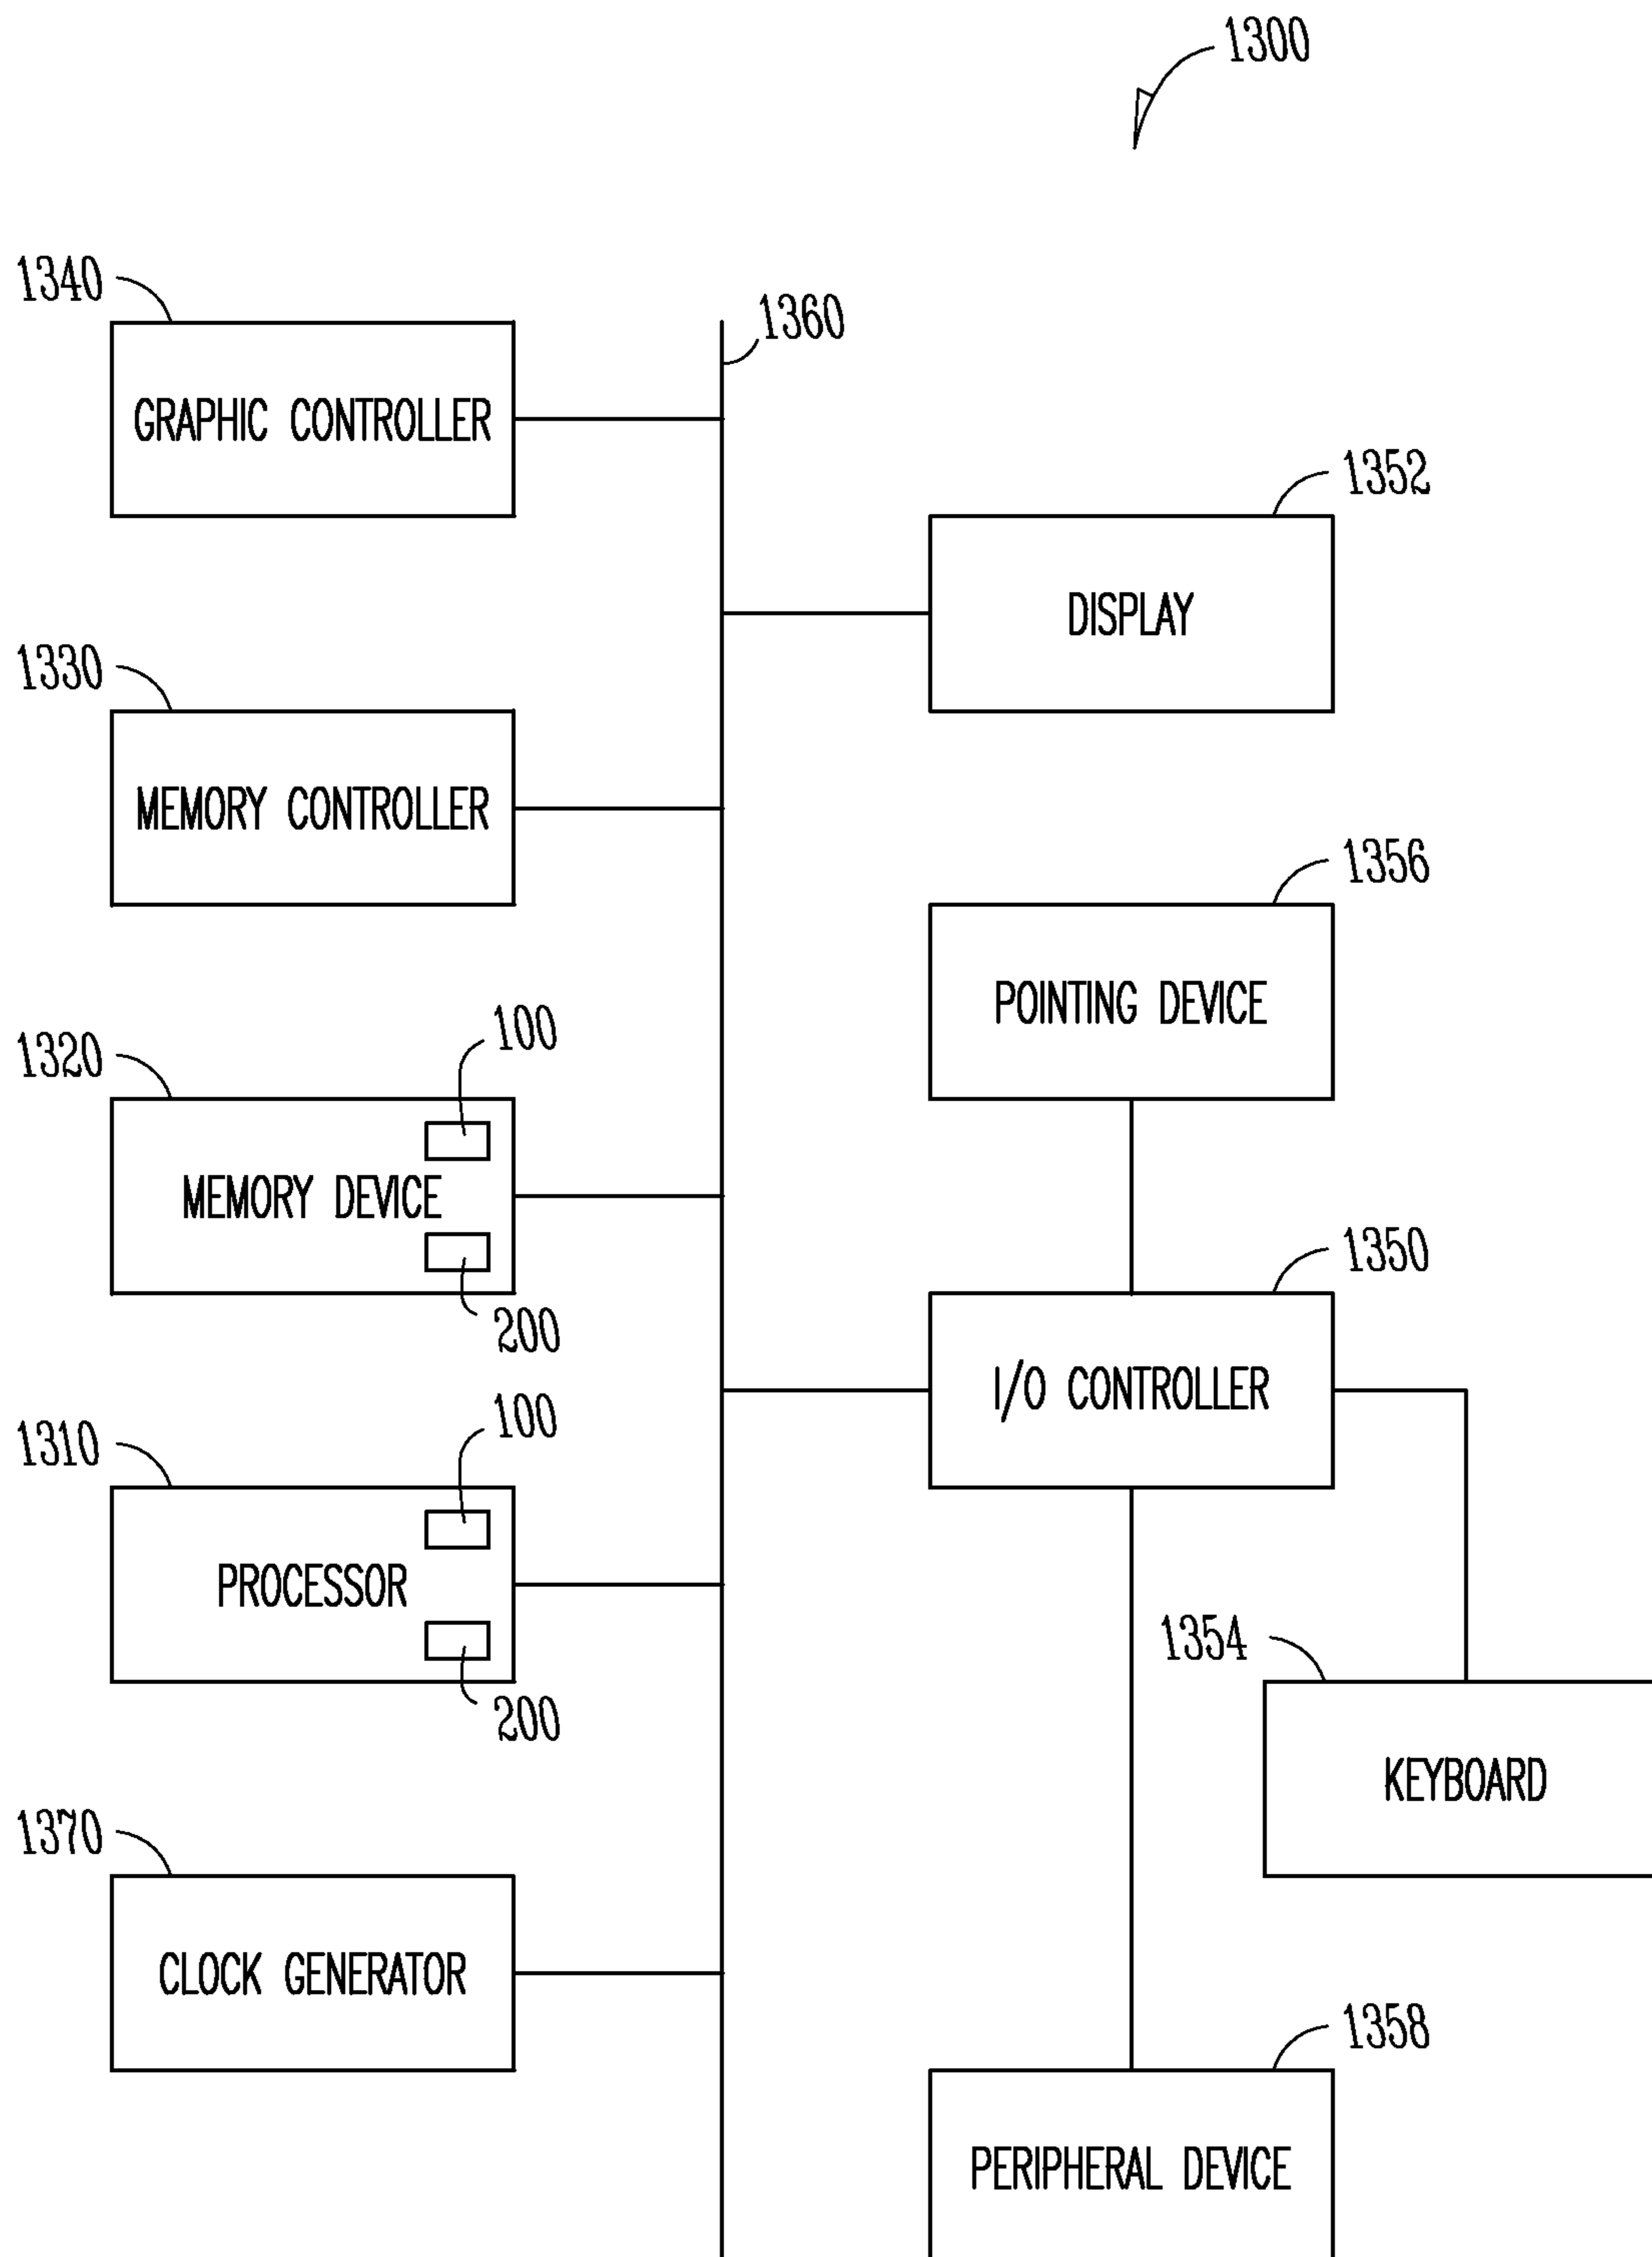 1300
1340
1360
GRAPHIC CONTROLLER
1352
DISPLAY
1330
MEMORY CONTROLLER
1356
POINTING DEVICE
1320
100
MEMORY DEVICE
200
1350
I/O CONTROLLER
1310
100
PROCESSOR
200
1354
KEYBOARD
1370
CLOCK GENERATOR
1358
PERIPHERAL DEVICE